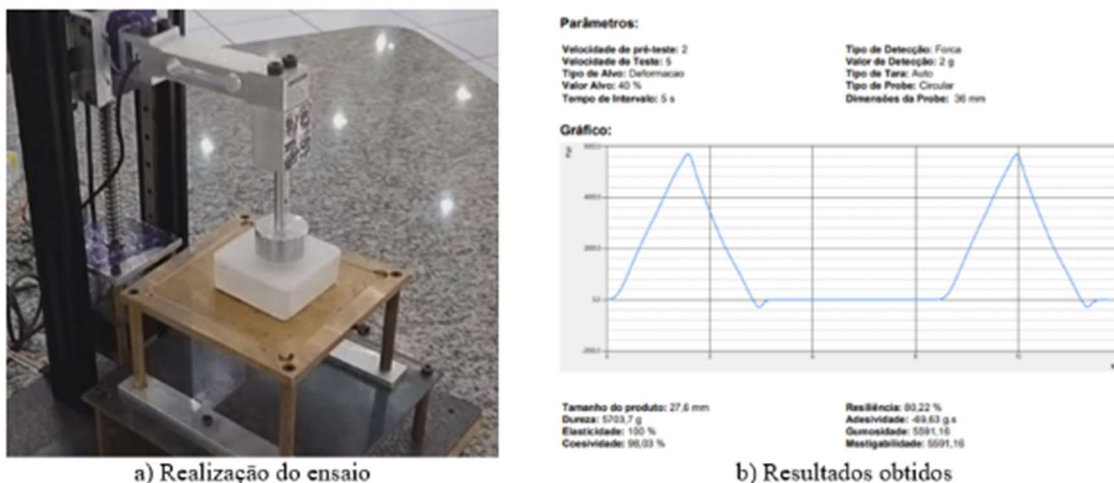 Parâmetros:
Velocidade de pré-teste: 2
Velocidade de Teste: 5
Tipo de Alvo: Deformacao
Valor Alvo: 40 %
Tempo de Intervalo: 5 s
Tipo de Detecção: Forca
Valor de Detecção: 2 g
Tipo de Tara: Auto
Tipo de Probe: Circular
Dimensões da Probe: 36 mm
Gráfico:
Tamanho do produto: 27,6 mm
Dureza: 5703,7 g
Elasticidade: 100 %
Coesividade: 98,03 %
Resiliência: 80,22 %
Adesividade: -69,63 g.s
Gumosidade: 5591,16
Mastigabilidade: 5591,16
a) Realização do ensaio
b) Resultados obtidos